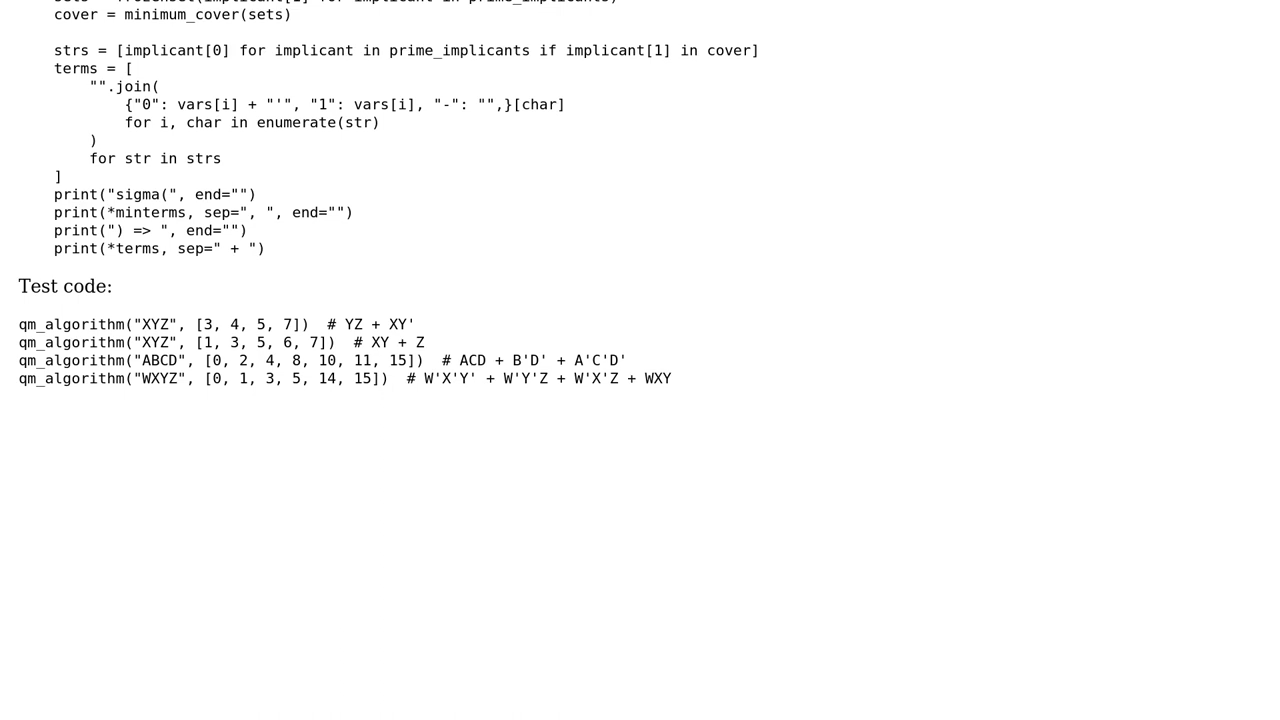 cover = minimum_cover(sets)
strs = [implicant[0] for implicant in prime_implicants if implicant[1] in cover]
terms = [
"".join(
{"0": vars[i] + "'", "1": vars[i], "-": "",}[char]
for i, char in enumerate(str)
)
for str in strs
]
print("sigma(", end="")
print(*minterms, sep=", ", end="")
print(") => ", end="")
print(*terms, sep=" + ")
Test code:
qm_algorithm("XYZ", [3, 4, 5, 7])  # YZ + XY'
qm_algorithm("XYZ", [1, 3, 5, 6, 7])  # XY + Z
qm_algorithm("ABCD", [0, 2, 4, 8, 10, 11, 15])  # ACD + B'D' + A'C'D'
qm_algorithm("WXYZ", [0, 1, 3, 5, 14, 15])  # W'X'Y' + W'Y'Z + W'X'Z + WXY